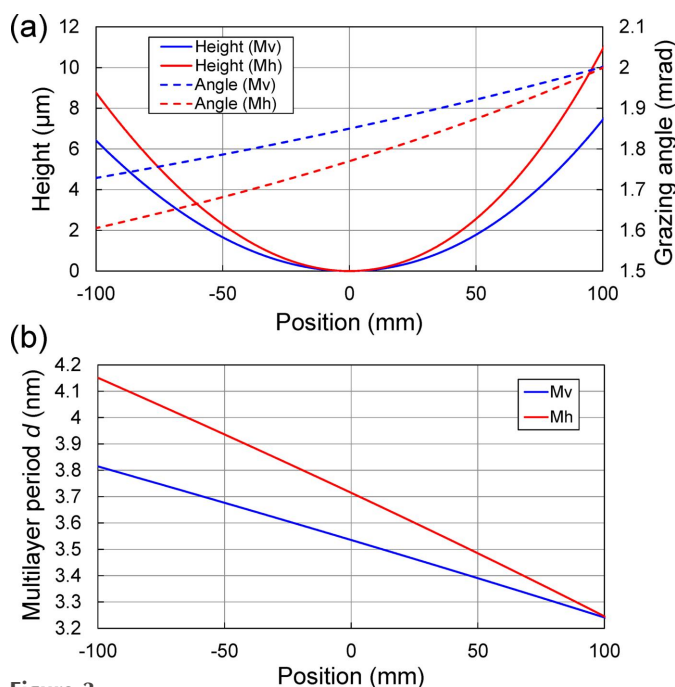 (a)
12
10
8
6
4
2
0
Height (µm)
Height (Mv)
Height (Mh)
Angle (Mv)
Angle (Mh)
2.1
2
1.9
1.8
1.7
1.6
1.5
Grazing angle (mrad)
-100 -50 0 50 100
Position (mm)
(b)
4.2
4.1
4
3.9
3.8
3.7
3.6
3.5
3.4
3.3
3.2
Multilayer period d (nm)
Mv
Mh
-100 -50 0 50 100
Position (mm)